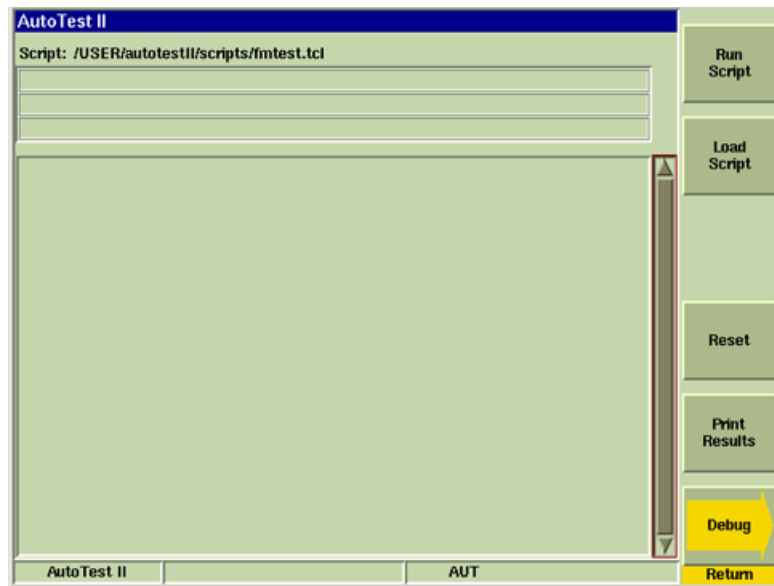 AutoTest II
Script: /USER/autotestII/scripts/fmtest.tcl
Run
Script
Load
Script
Reset
Print
Results
Debug
Return
AutoTest II
AUT